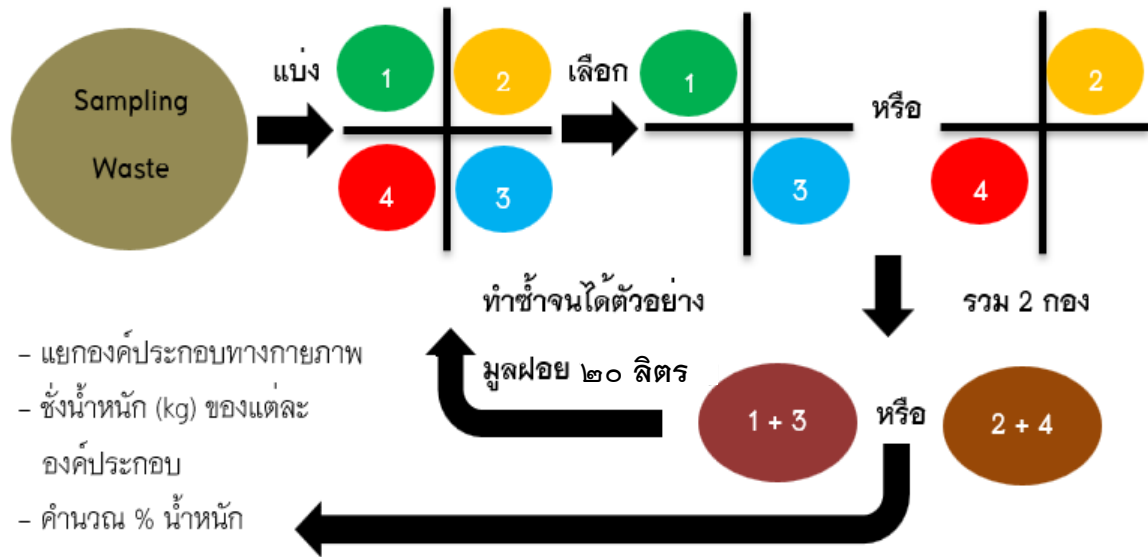 Sampling
Waste
แบ่ง
1
2
4
3
เลือก
1
3
หรือ
2
4
ทำซ้ำจนได้ตัวอย่าง
มูลฝอย ๒๐ ลิตร
รวม 2 กอง
1 + 3
หรือ
2 + 4
- แยกองค์ประกอบทางกายภาพ
- ชั่งน้ำหนัก (kg) ของแต่ละ
องค์ประกอบ
- คำนวณ % น้ำหนัก